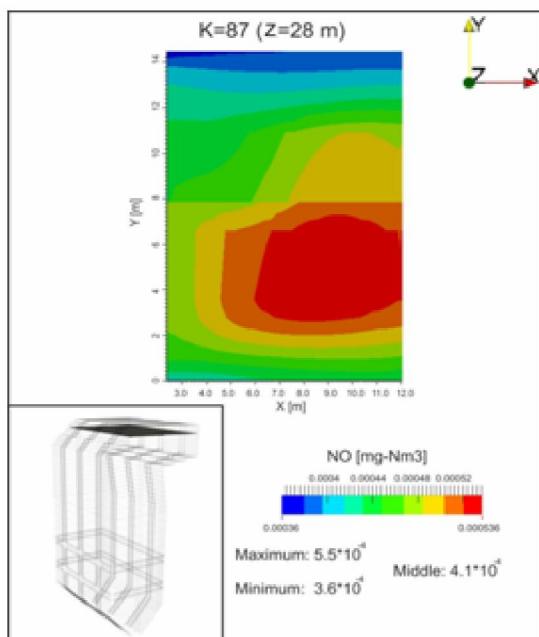 K=87 (Z=28 m)
Y
Z
X
14
12
10
8
6
4
2
0
Y [m]
3.0 4.0 5.0 6.0 7.0 8.0 9.0 10.0 11.0 12.0
X [m]
NO [mg-Nm3]
0.0004 0.00044 0.00048 0.00052
0.00036 0.000536
Maximum: 5.5*10-4
Middle: 4.1*10-4
Minimum: 3.6*10-4